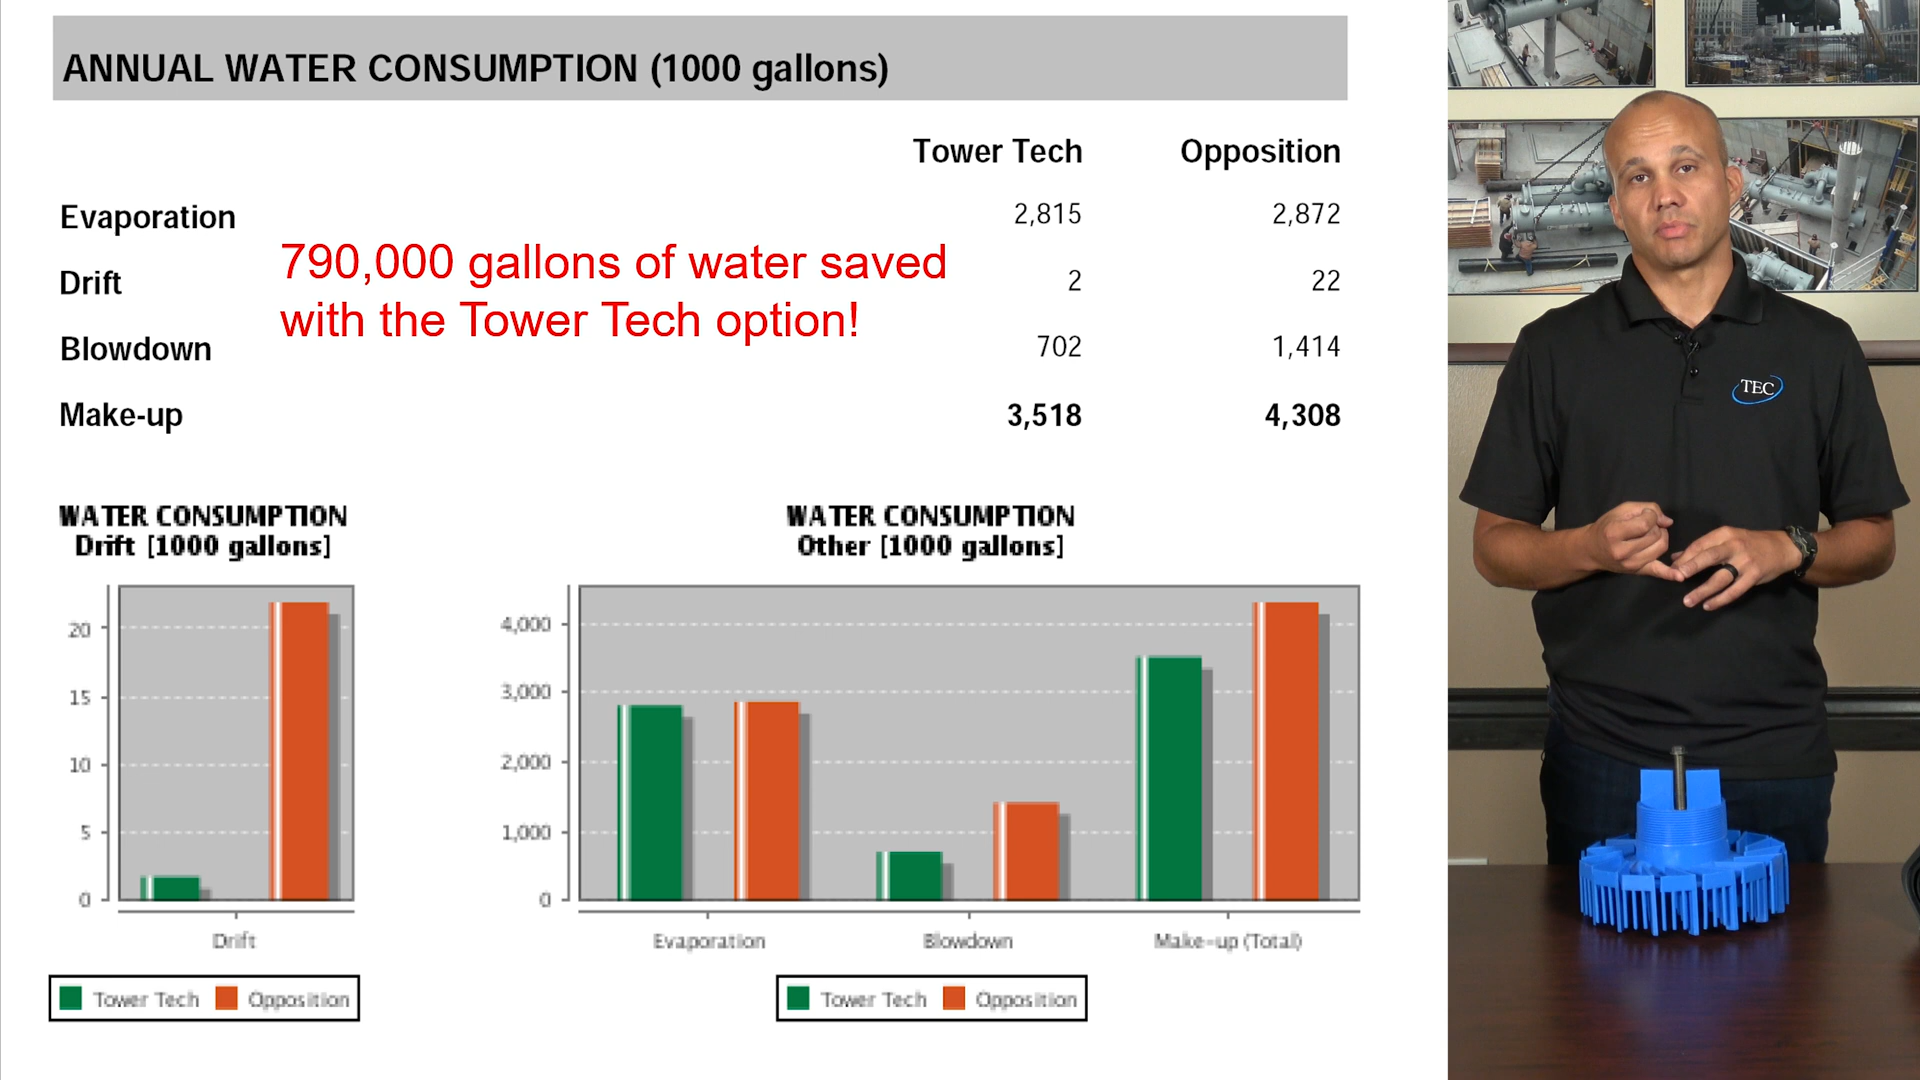 ANNUAL WATER CONSUMPTION (1000 gallons)
Tower Tech Opposition
Evaporation 2,815 2,872
790,000 gallons of water saved
Drift 2 22
with the Tower Tech option!
Blowdown 702 1,414
Make-up 3,518 4,308
WATER CONSUMPTION
Drift [1000 gallons]
20
15
10
5
0
Drift
Tower Tech Opposition
WATER CONSUMPTION
Other [1000 gallons]
4,000
3,000
2,000
1,000
0
Evaporation Blowdown Make-up (Total)
Tower Tech Opposition
TEC